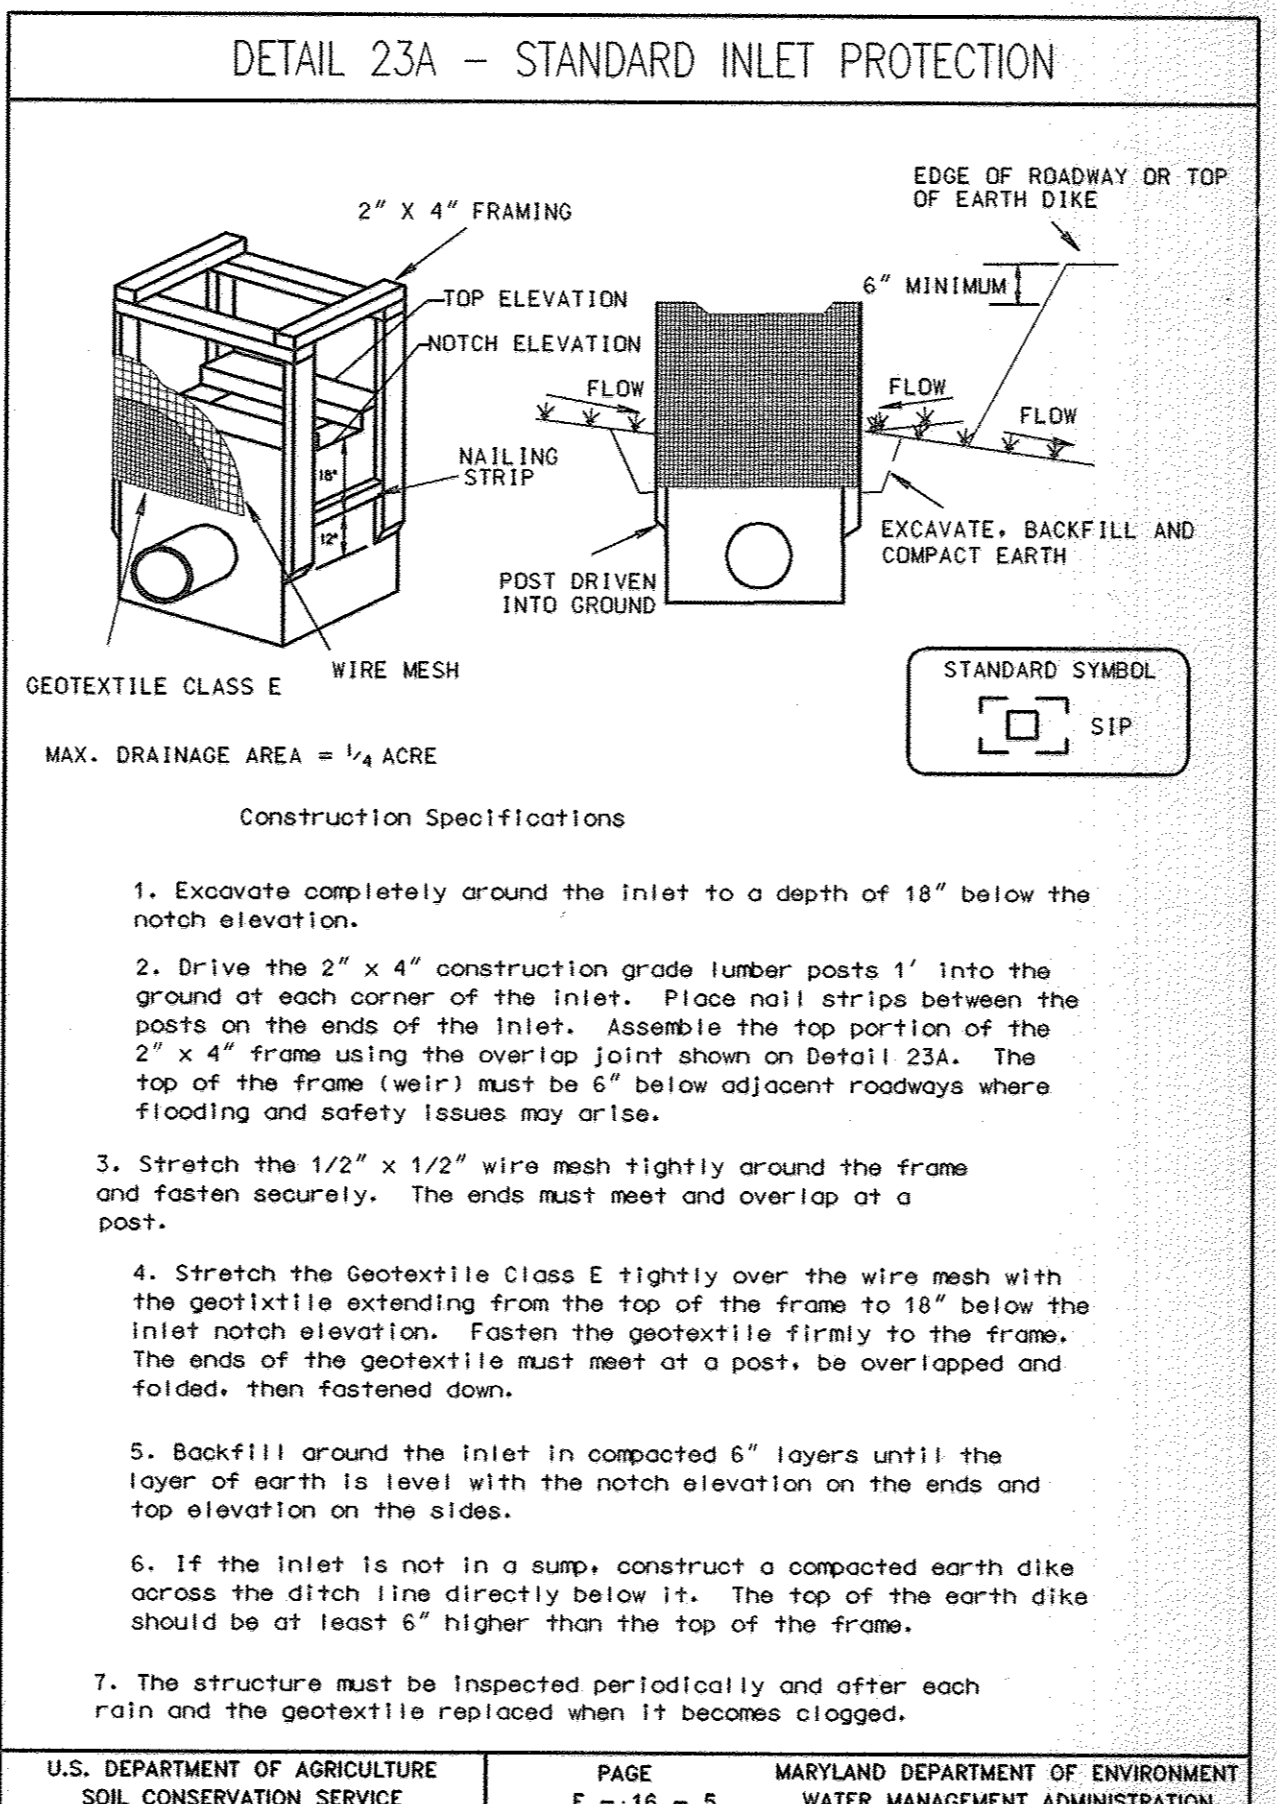 DETAIL 23A – STANDARD INLET PROTECTION
EDGE OF ROADWAY OR TOP
OF EARTH DIKE
2" X 4" FRAMING
6" MINIMUM
TOP ELEVATION
NOTCH ELEVATION
FLOW
FLOW
FLOW
NAILING
STRIP
18"
12"
EXCAVATE, BACKFILL AND
COMPACT EARTH
POST DRIVEN
INTO GROUND
WIRE MESH
GEOTEXTILE CLASS E
STANDARD SYMBOL
SIP
MAX. DRAINAGE AREA = 1/4 ACRE
Construction Specifications
1. Excavate completely around the inlet to a depth of 18" below the
notch elevation.
2. Drive the 2" x 4" construction grade lumber posts 1' into the
ground at each corner of the inlet. Place nail strips between the
posts on the ends of the inlet. Assemble the top portion of the
2" x 4" frame using the overlap joint shown on Detail 23A. The
top of the frame (weir) must be 6" below adjacent roadways where
flooding and safety issues may arise.
3. Stretch the 1/2" x 1/2" wire mesh tightly around the frame
and fasten securely. The ends must meet and overlap at a
post.
4. Stretch the Geotextile Class E tightly over the wire mesh with
the geotixtile extending from the top of the frame to 18" below the
inlet notch elevation. Fasten the geotextile firmly to the frame.
The ends of the geotextile must meet at a post, be overlapped and
folded, then fastened down.
5. Backfill around the inlet in compacted 6" layers until the
layer of earth is level with the notch elevation on the ends and
top elevation on the sides.
6. If the inlet is not in a sump, construct a compacted earth dike
across the ditch line directly below it. The top of the earth dike
should be at least 6" higher than the top of the frame.
7. The structure must be inspected periodically and after each
rain and the geotextile replaced when it becomes clogged.
U.S. DEPARTMENT OF AGRICULTURE
SOIL CONSERVATION SERVICE
PAGE
E - 16 - 5
MARYLAND DEPARTMENT OF ENVIRONMENT
WATER MANAGEMENT ADMINISTRATION